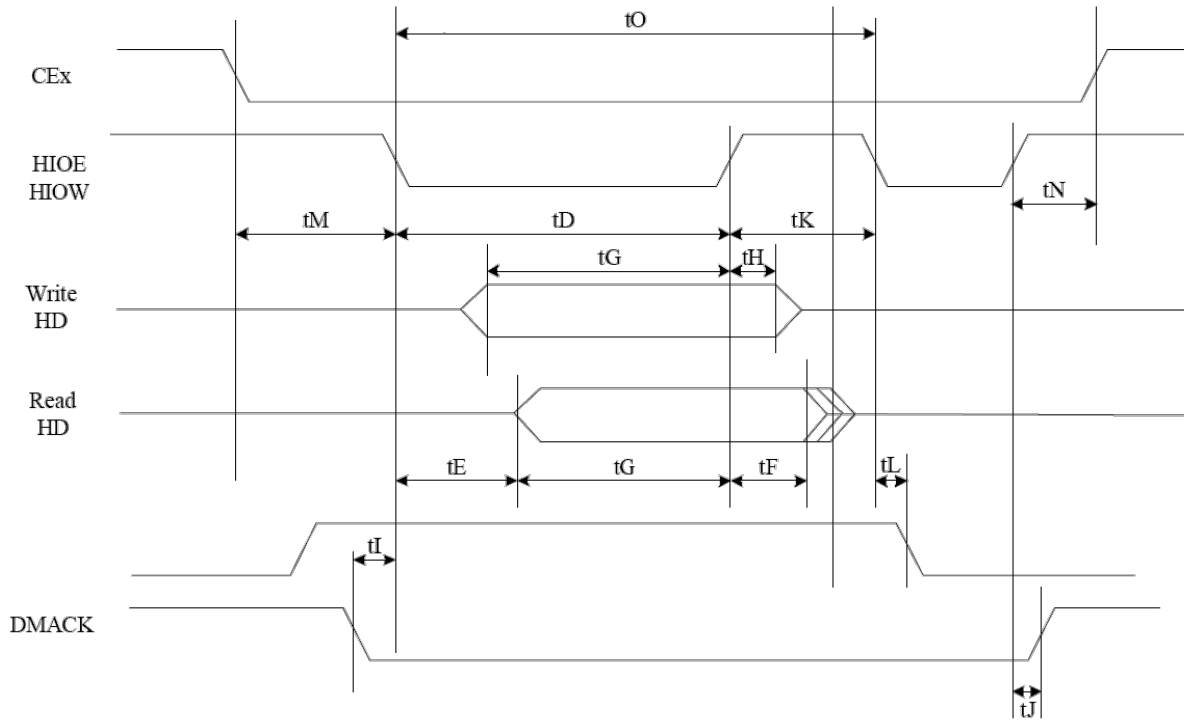 tO
CEx
HIOE
HIOW
tN
tM
tD
tK
tG
tH
Write
HD
Read
HD
tE
tG
tF
tL
tI
DMACK
tJ